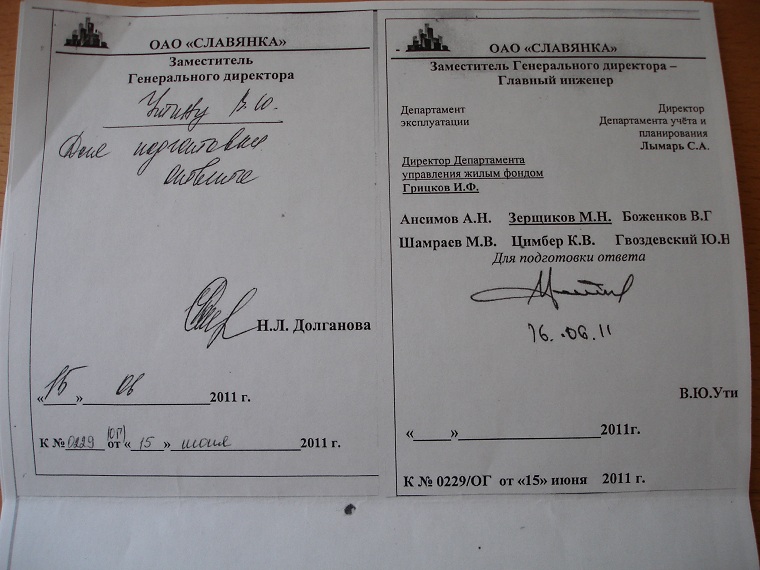 ОАО «СЛАВЯНКА»
Заместитель
Генерального директора
Утину В.Ю.
Для подготовки
ответа
Н.Л. Долганова
«15» 06 2011 г.
К № 0229 (ОГ) от «15» июня 2011 г.
ОАО «СЛАВЯНКА»
Заместитель Генерального директора –
Главный инженер
Департамент
эксплуатации
Директор
Департамента учёта и
планирования
Лымарь С.А.
Директор Департамента
управления жилым фондом
Грицков И.Ф.
Ансимов А.Н. Зерщиков М.Н. Боженков В.Г
Шамраев М.В. Цимбер К.В. Гвоздевский Ю.Н
Для подготовки ответа
16.06.11
В.Ю.Ути
«_____»____________________2011г.
К № 0229/ОГ от «15» июня 2011 г.